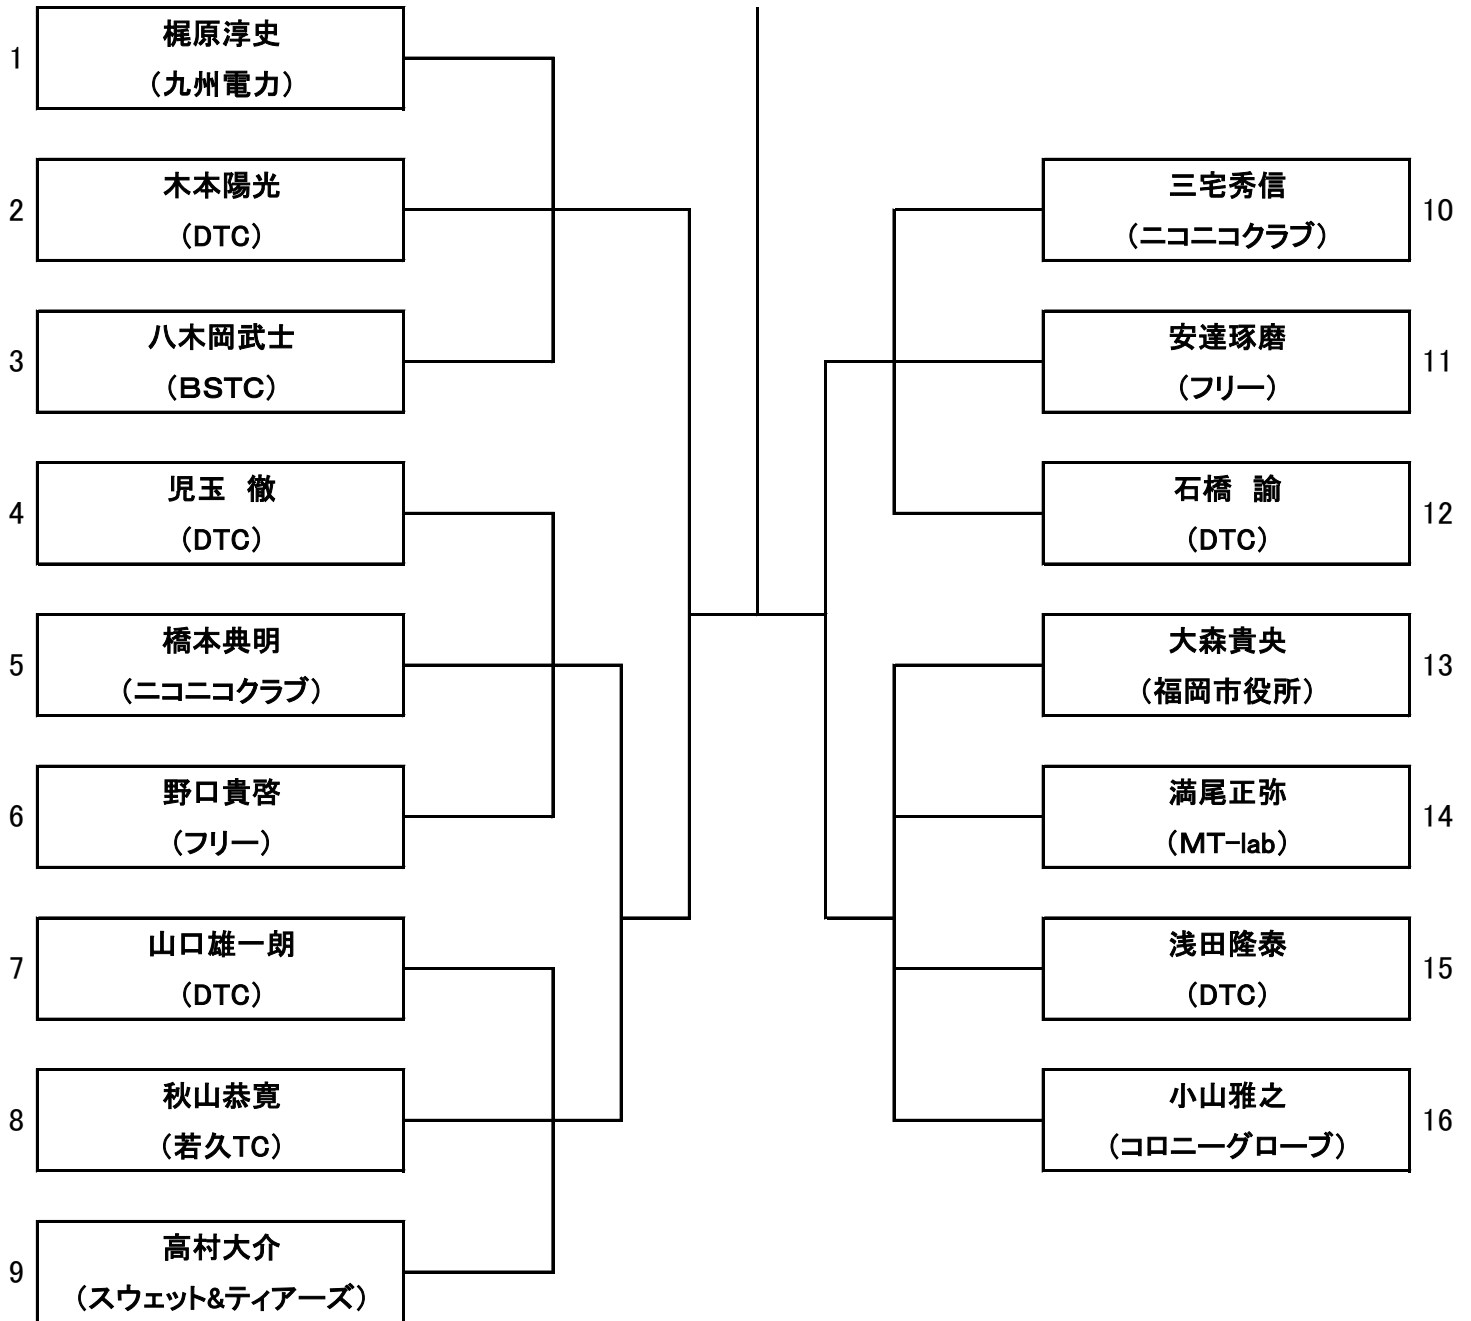 1
梶原淳史
（九州電力）
2
木本陽光
（DTC）
3
八木岡武士
（BSTC）
4
児玉　徹
（DTC）
5
橋本典明
（ニコニコクラブ）
6
野口貴啓
（フリー）
7
山口雄一朗
（DTC）
8
秋山恭寛
（若久TC）
9
高村大介
（スウェット&ティアーズ）
三宅秀信
（ニコニコクラブ）
10
安達琢磨
（フリー）
11
石橋　諭
（DTC）
12
大森貴央
（福岡市役所）
13
満尾正弥
（MT-lab）
14
浅田隆泰
（DTC）
15
小山雅之
（コロニーグローブ）
16